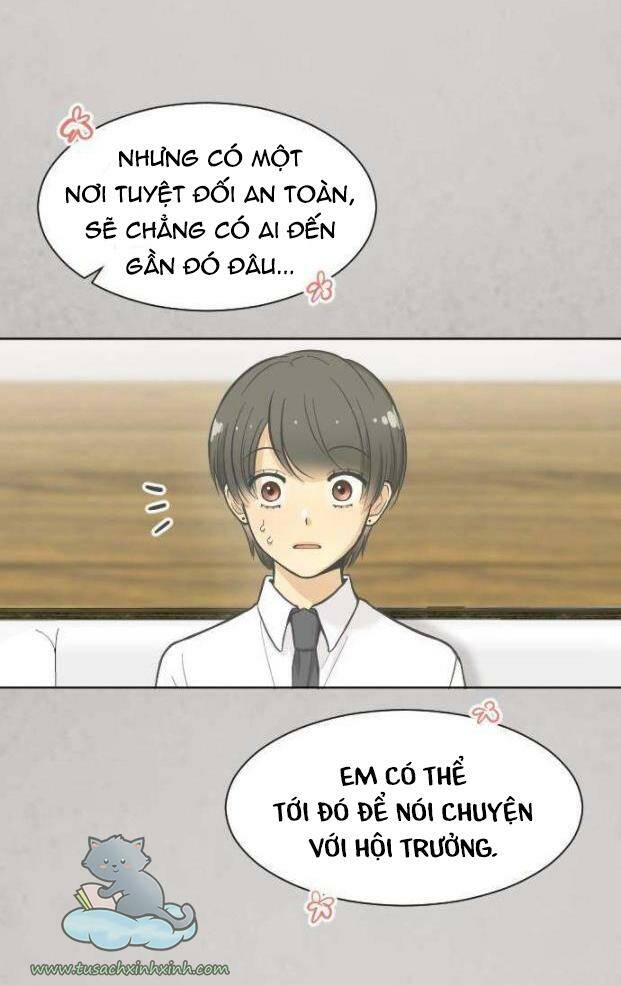 NHƯNG CÓ MỘT
NƠI TUYỆT ĐỐI AN TOÀN,
SẼ CHẲNG CÓ AI ĐẾN
GẦN ĐÓ ĐÂU...
EM CÓ THỂ
TỚI ĐÓ ĐỂ NÓI CHUYỆN
VỚI HỘI TRƯỞNG.
www.tusachxinhxinh.com